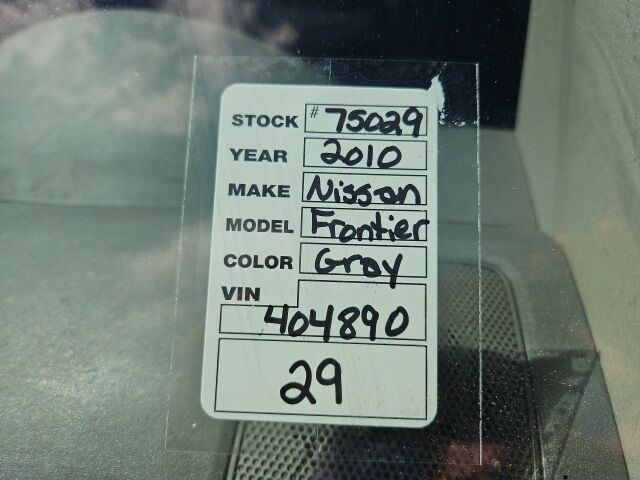 STOCK # 75029
YEAR 2010
MAKE Nissan
MODEL Frontier
COLOR Gray
VIN
404890
29